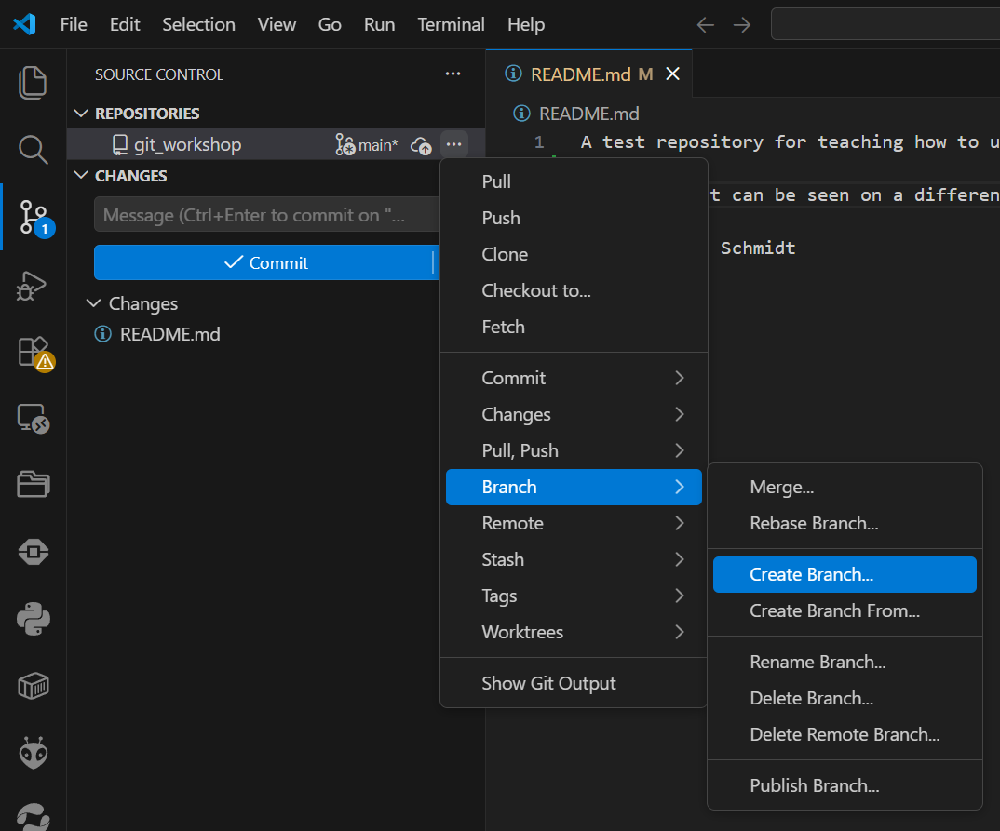 File Edit Selection View Go Run Terminal Help
SOURCE CONTROL
README.md M
REPOSITORIES
README.md
git_workshop main*
1 A test repository for teaching how to u
CHANGES
Message (Ctrl+Enter to commit on "...
t can be seen on a differen
1
Commit
Schmidt
Changes
README.md
Pull
Push
Clone
Checkout to...
Fetch
Commit
Changes
Pull, Push
Branch
Remote
Stash
Tags
Worktrees
Show Git Output
Merge...
Rebase Branch...
Create Branch...
Create Branch From...
Rename Branch...
Delete Branch...
Delete Remote Branch...
Publish Branch...